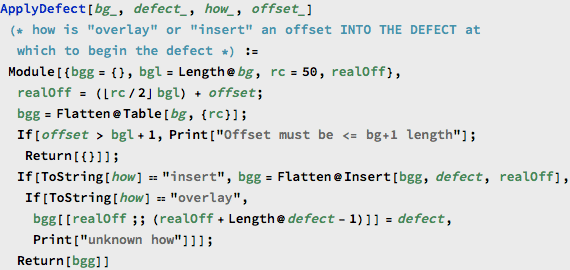 ApplyDefect[bg_, defect_, how_, offset_]
(* how is "overlay" or "insert" an offset INTO THE DEFECT at
which to begin the defect *) :=
Module[{bgg = {}, bgl = Length@bg, rc = 50, realOff},
realOff = (⌊rc/2⌋ bgl) + offset;
bgg = Flatten@Table[bg, {rc}];
If[offset > bgl + 1, Print["Offset must be <= bg+1 length"];
Return[{}]];
If[ToString[how] == "insert", bgg = Flatten@Insert[bgg, defect, realOff],
If[ToString[how] == "overlay",
bgg[[realOff ;; (realOff + Length@defect - 1)]] = defect,
Print["unknown how"]]];
Return[bgg]]